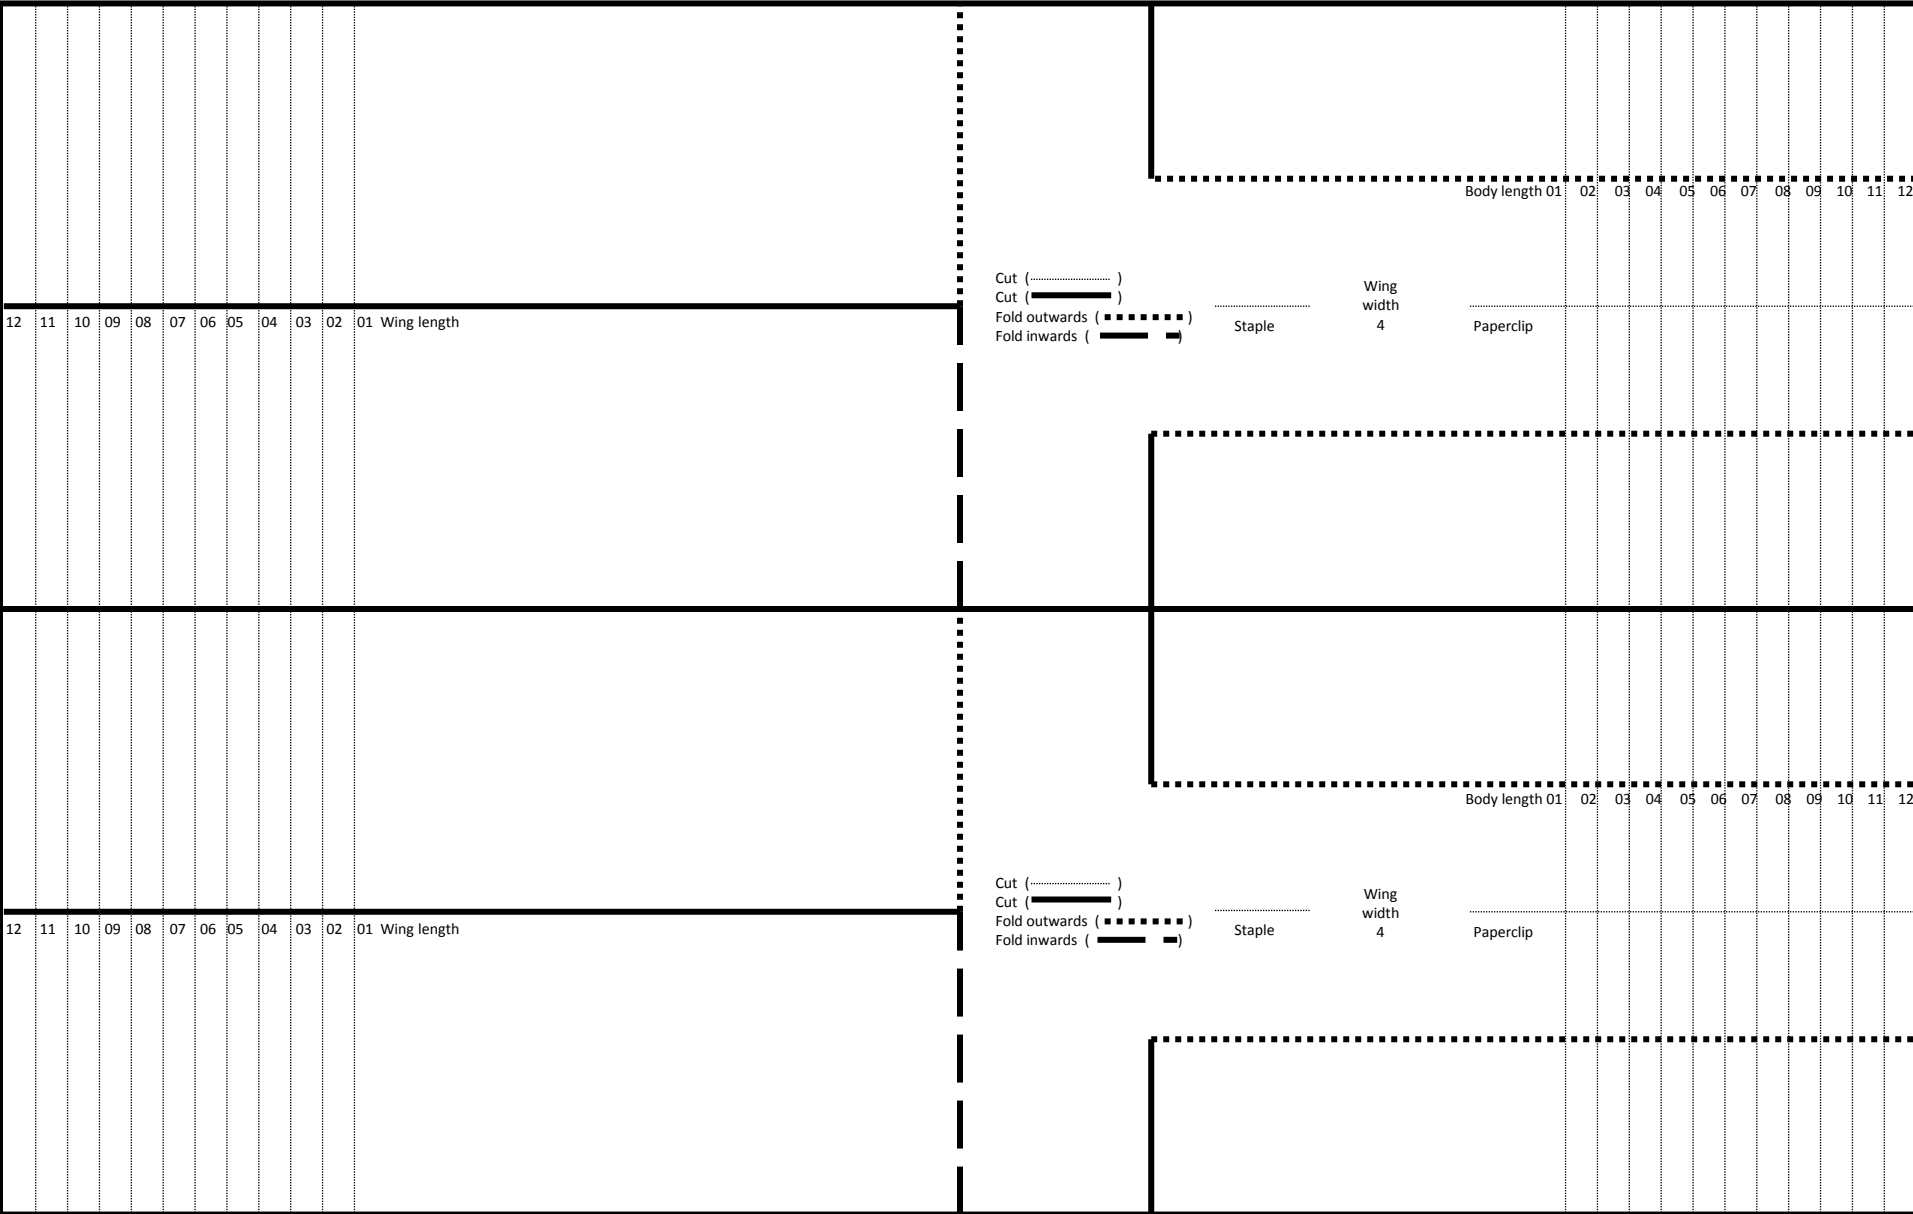 Body length 01 02 03 04 05 06 07 08 09 10 11 12
Cut ( )
Cut ( )
Fold outwards ( )
Fold inwards ( )
Staple
Wing
width
4
Paperclip
12 11 10 09 08 07 06 05 04 03 02 01 Wing length
Body length 01 02 03 04 05 06 07 08 09 10 11 12
Cut ( )
Cut ( )
Fold outwards ( )
Fold inwards ( )
Staple
Wing
width
4
Paperclip
12 11 10 09 08 07 06 05 04 03 02 01 Wing length